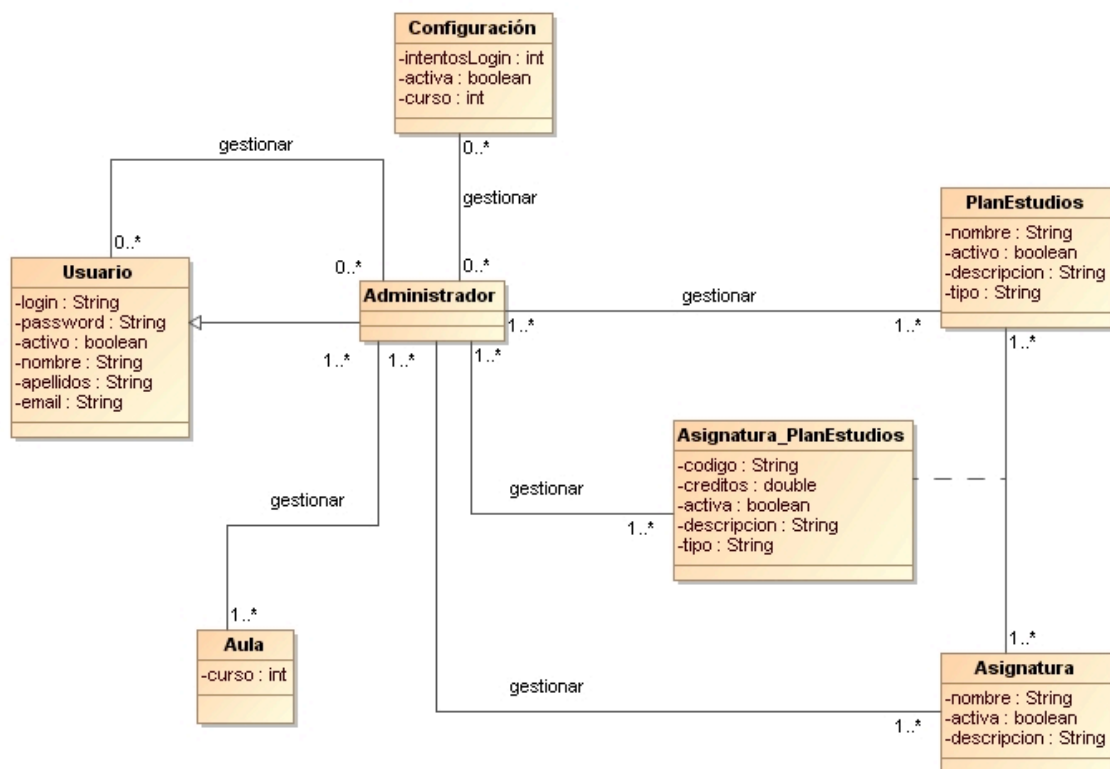 Configuración
-intentosLogin : int
-activa : boolean
-curso : int
gestionar
0..*
gestionar
0..*
0..*
0..*
Usuario
-login : String
-password : String
-activo : boolean
-nombre : String
-apellidos : String
-email : String
Administrador
gestionar
1..*
1..*
PlanEstudios
-nombre : String
-activo : boolean
-descripcion : String
-tipo : String
1..*
1..*
1..*
1..*
Asignatura_PlanEstudios
-codigo : String
-creditos : double
-activa : boolean
-descripcion : String
-tipo : String
gestionar
1..*
gestionar
1..*
Aula
-curso : int
gestionar
1..*
1..*
Asignatura
-nombre : String
-activa : boolean
-descripcion : String